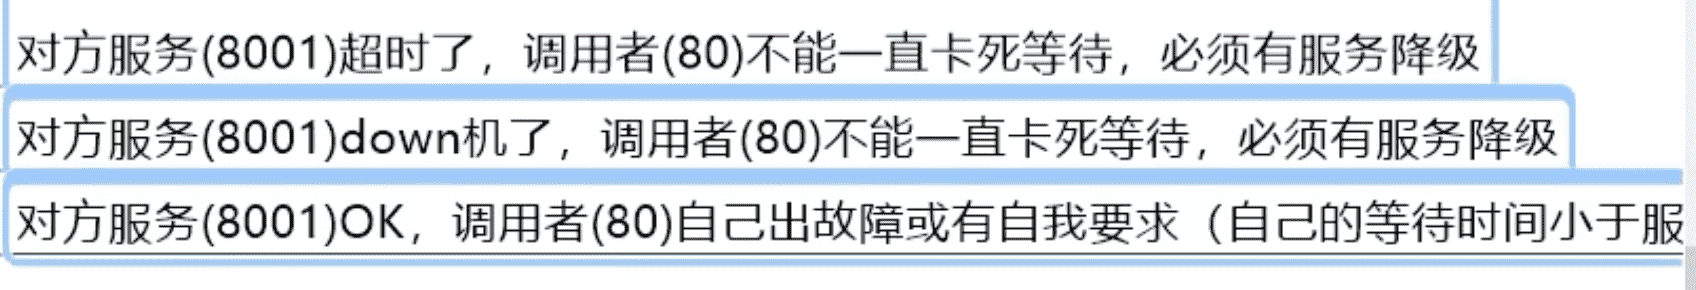 对方服务(8001)超时了，调用者(80)不能一直卡死等待，必须有服务降级
对方服务(8001)down机了，调用者(80)不能一直卡死等待，必须有服务降级
对方服务(8001)OK，调用者(80)自己出故障或有自我要求（自己的等待时间小于服